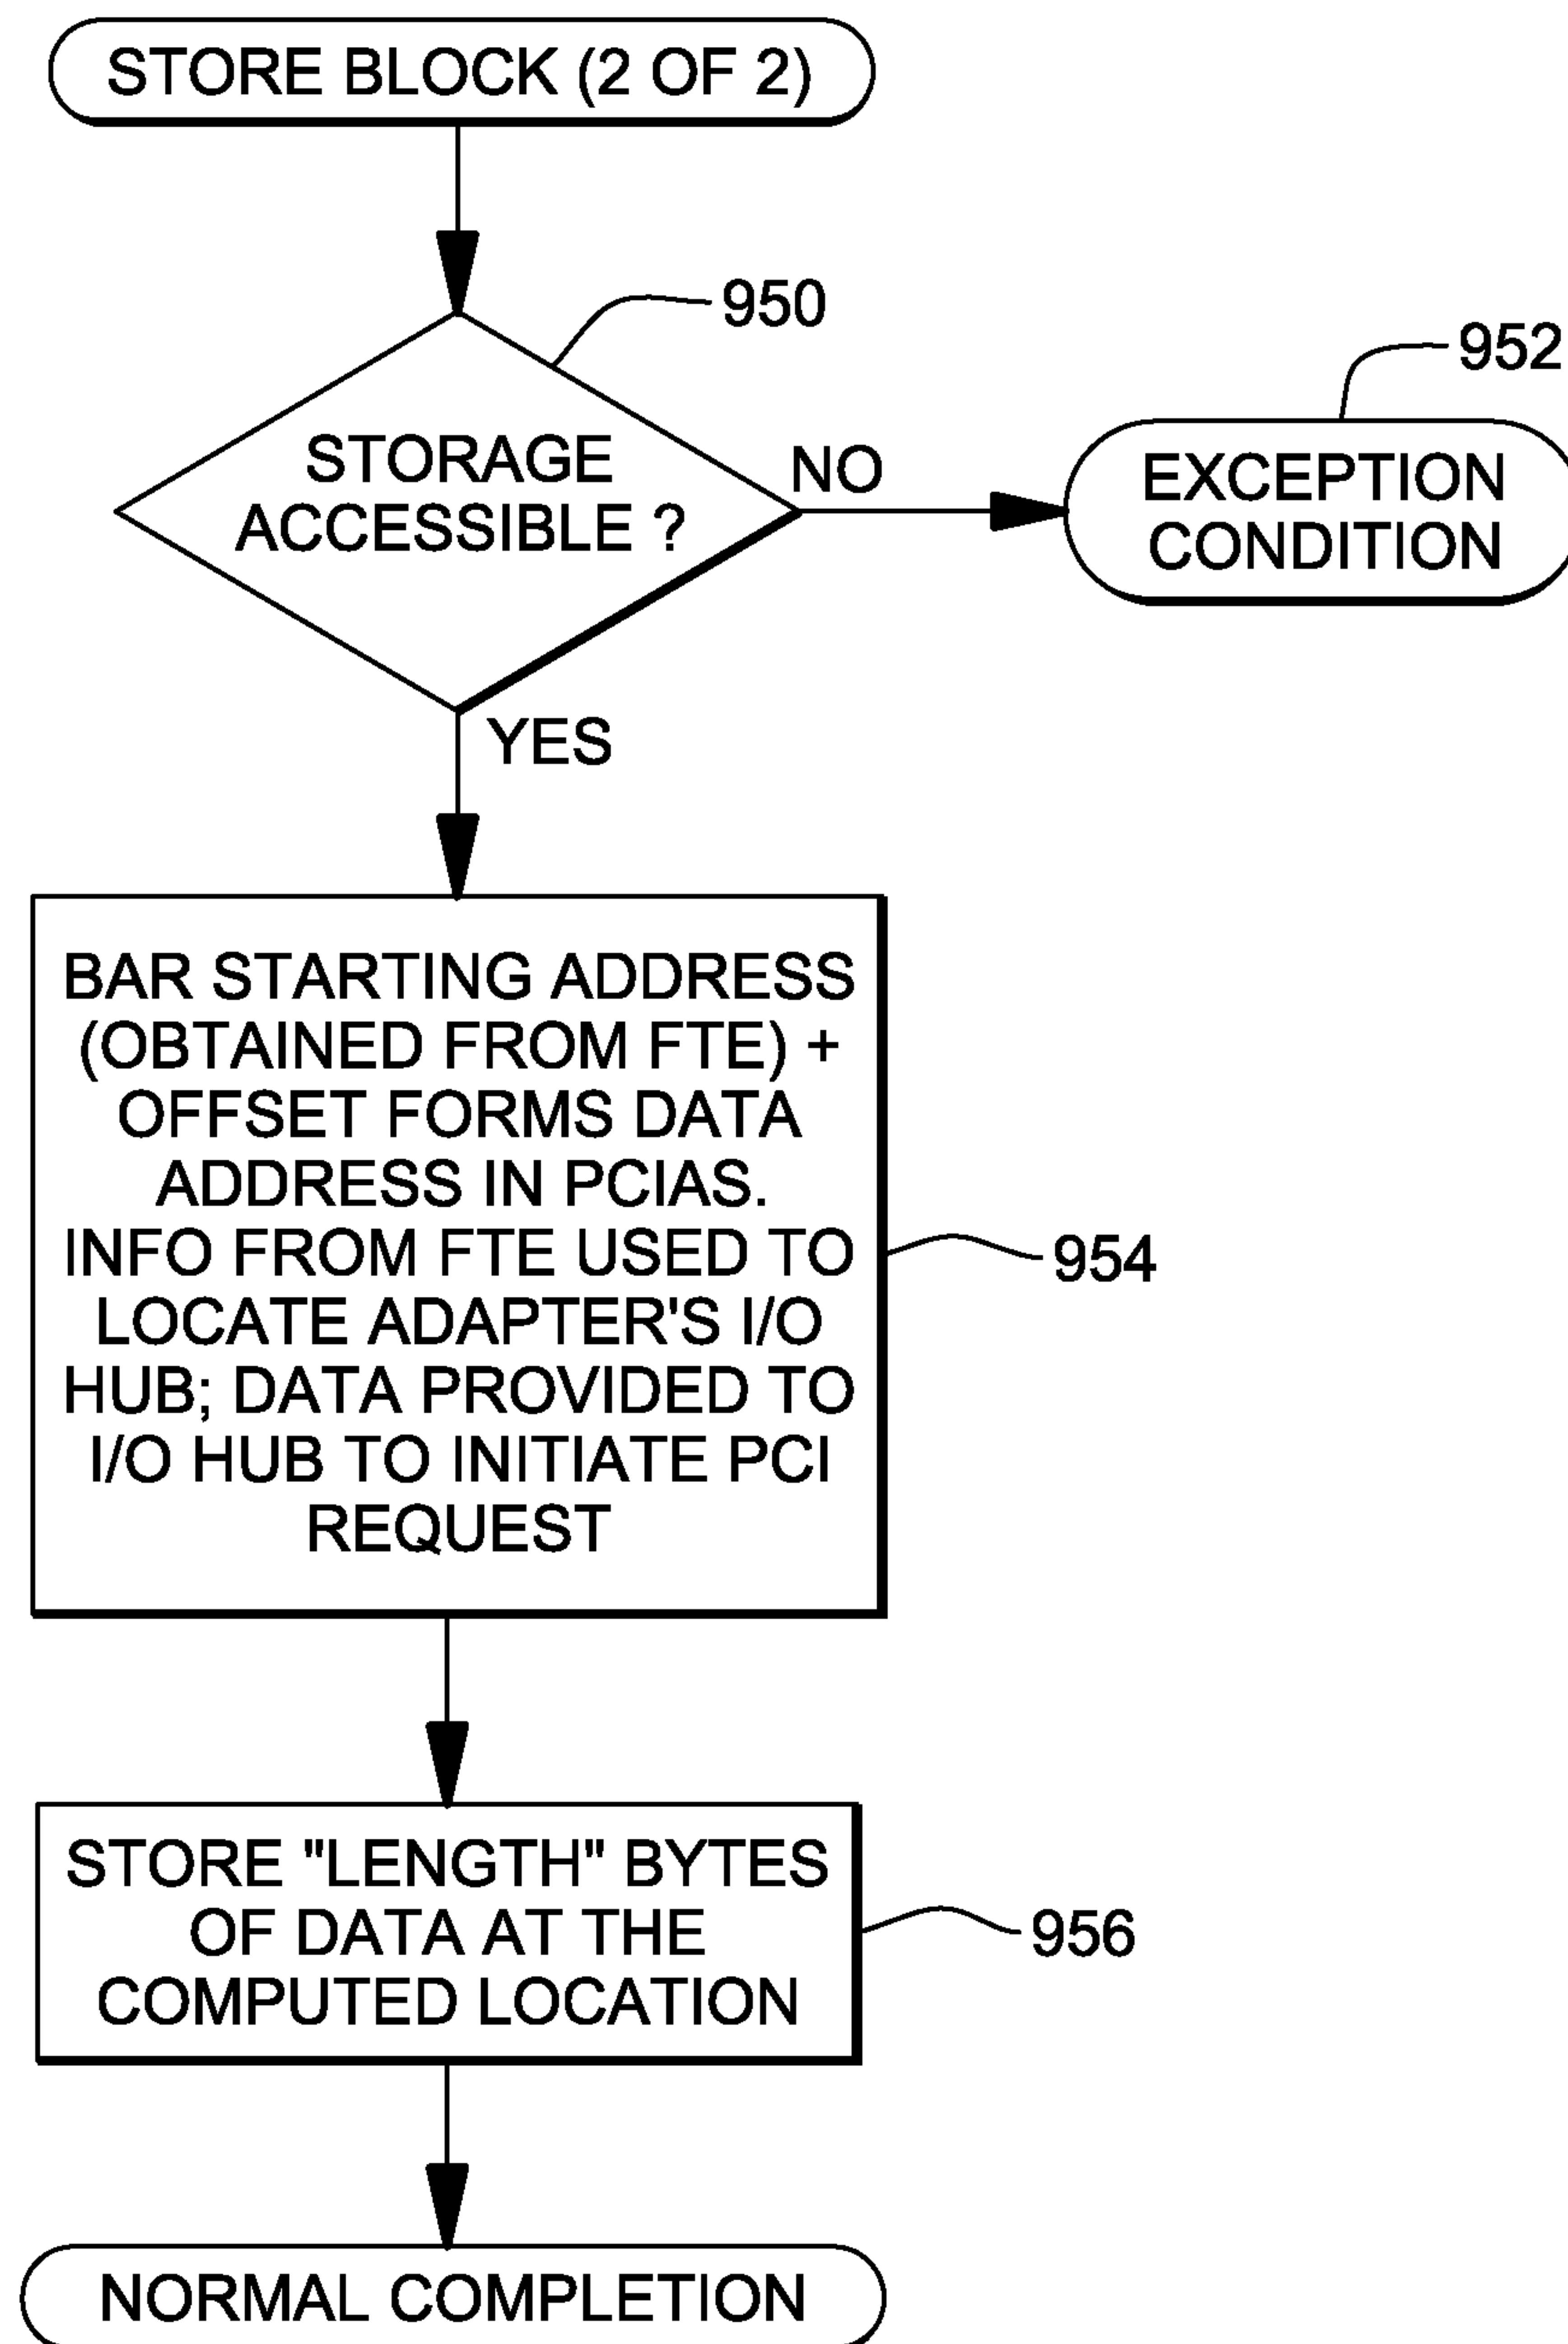 STORE BLOCK (2 OF 2)
950
952
STORAGE
ACCESSIBLE ?
NO
EXCEPTION
CONDITION
YES
BAR STARTING ADDRESS
(OBTAINED FROM FTE) +
OFFSET FORMS DATA
ADDRESS IN PCIAS.
INFO FROM FTE USED TO
LOCATE ADAPTER'S I/O
HUB; DATA PROVIDED TO
I/O HUB TO INITIATE PCI
REQUEST
954
STORE "LENGTH" BYTES
OF DATA AT THE
COMPUTED LOCATION
956
NORMAL COMPLETION